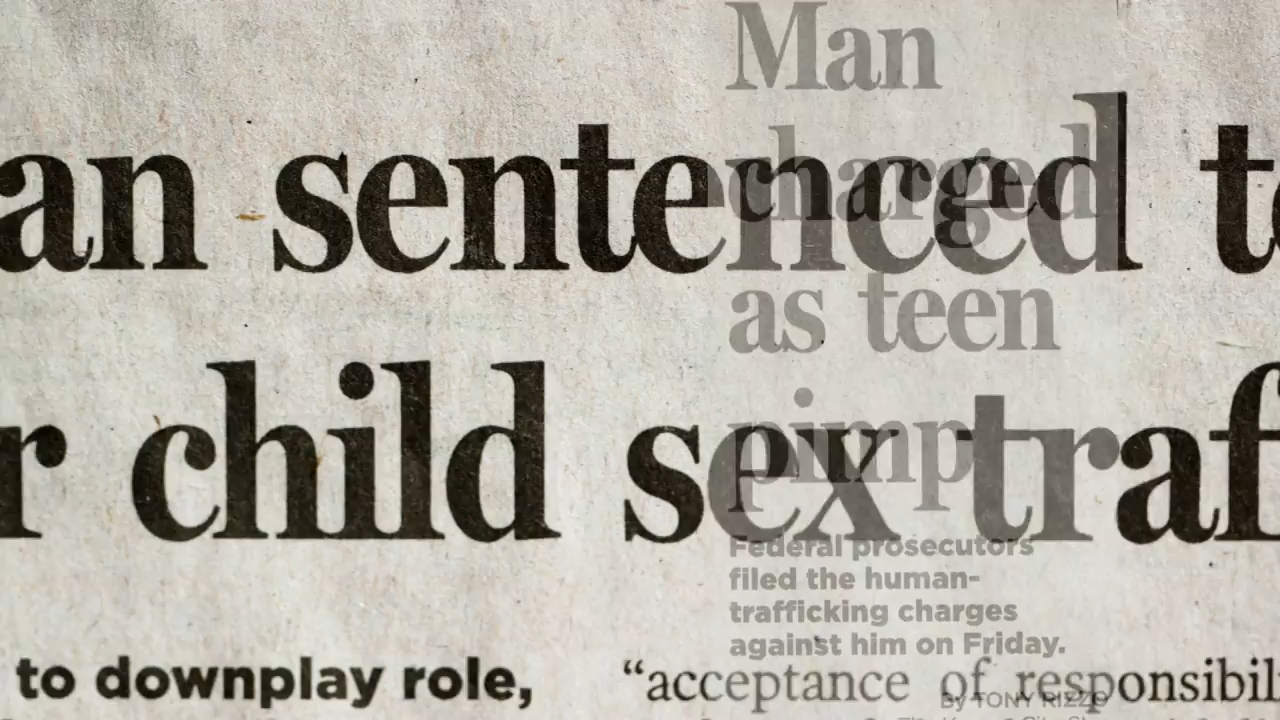 an sentenced t
r child sex traf
to downplay role,
“acceptance of responsibil
Man
charged
as teen
pimp
Federal prosecutors
filed the human-
trafficking charges
against him on Friday.
By TONY RIZZO